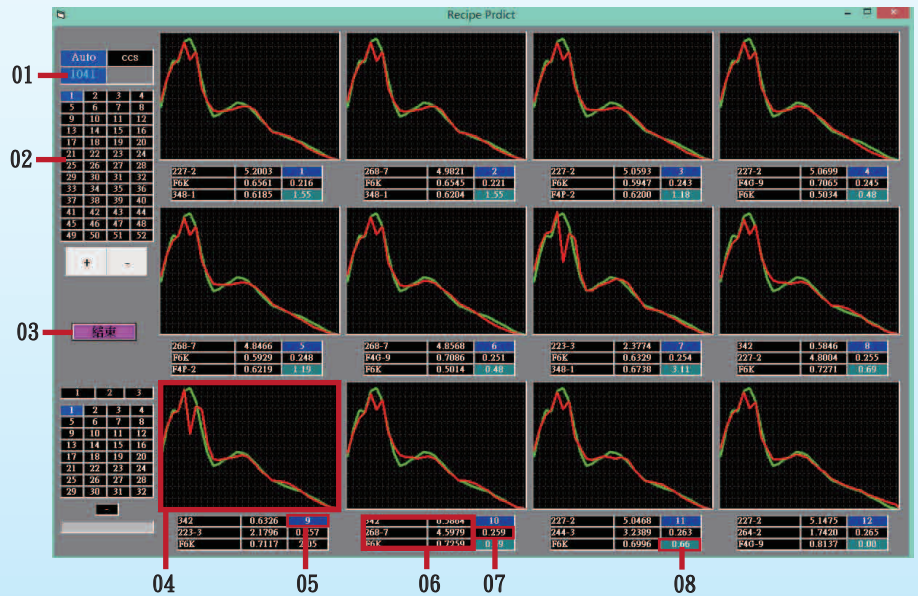 Recipe Prdict
Auto ccs
01
1041
1 2 3 4
5 6 7 8
9 10 11 12
13 14 15 16
17 18 19 20
02
21 22 23 24
25 26 27 28
29 30 31 32
33 34 35 36
37 38 39 40
41 42 43 44
45 46 47 48
49 50 51 52
+ -
227-2 5.2003 1
F6K 0.6561 0.216
348-1 0.6185 1.55
268-7 4.9821 2
F6K 0.6545 0.221
348-1 0.6204 1.55
227-2 5.0593 3
F6K 0.5947 0.243
F4P-2 0.6200 1.18
227-2 5.0699 4
F4G-9 0.7065 0.245
F6K 0.5034 0.48
03
結束
268-7 4.8466 5
F6K 0.5929 0.248
F4P-2 0.6219 1.19
268-7 4.8568 6
F4G-9 0.7086 0.251
F6K 0.5014 0.48
223-3 2.3774 7
F6K 0.6329 0.254
348-1 0.6738 3.11
342 0.5846 8
227-2 4.8004 0.255
F6K 0.7271 0.69
1 2 3
1 2 3 4
5 6 7 8
9 10 11 12
13 14 15 16
17 18 19 20
21 22 23 24
25 26 27 28
29 30 31 32
-
342 0.6326 9
223-3 2.1796 0.257
F6K 0.7117 2.05
342 0.5864 10
268-7 4.5979 0.259
F6K 0.7259
227-2 5.0468 11
244-3 3.2389 0.263
F6K 0.6996 0.66
227-2 5.1475 12
264-2 1.7420 0.265
F4G-9 0.8137 0.00
04 05 06 07 08